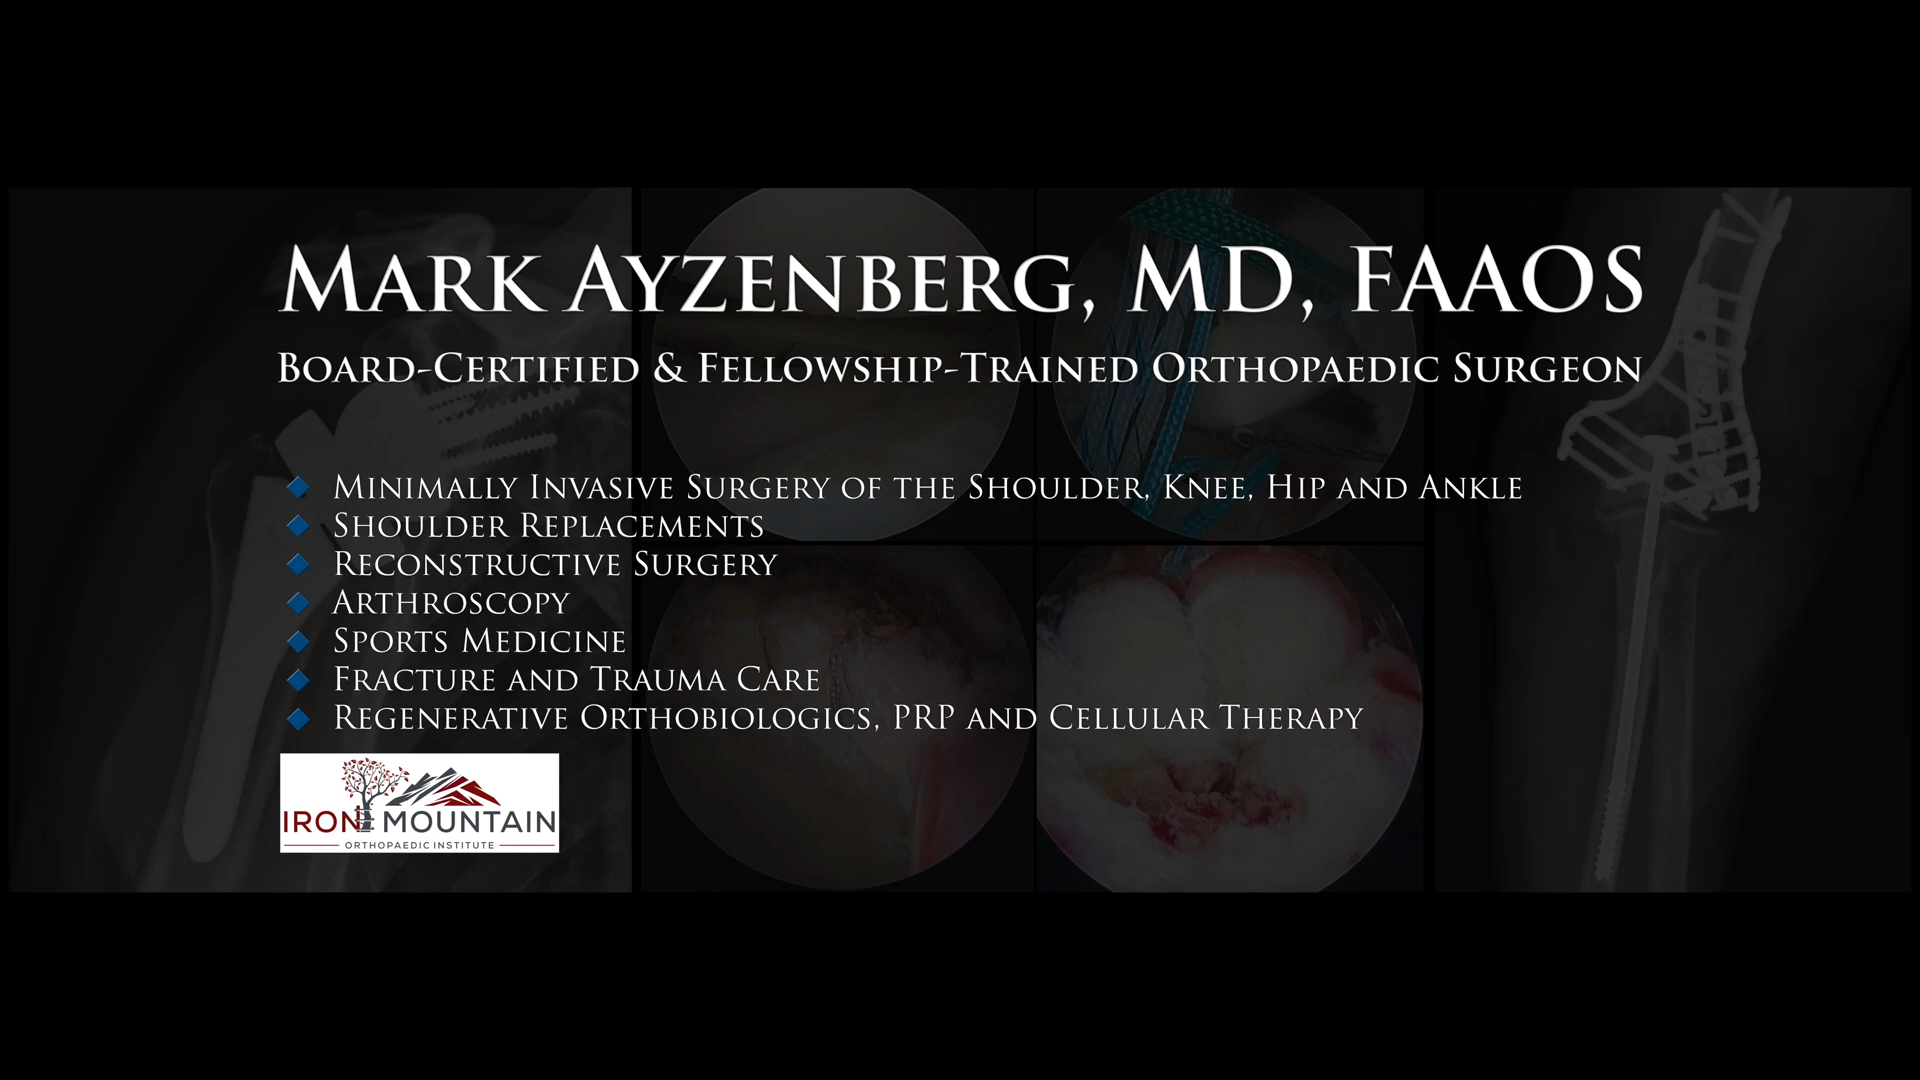 Mark Ayzenberg, MD, FAAOS
Board-Certified & Fellowship-Trained Orthopaedic Surgeon
Minimally Invasive Surgery of the Shoulder, Knee, Hip and Ankle
Shoulder Replacements
Reconstructive Surgery
Arthroscopy
Sports Medicine
Fracture and Trauma Care
Regenerative Orthobiologics, PRP and Cellular Therapy
IRON MOUNTAIN
ORTHOPAEDIC INSTITUTE